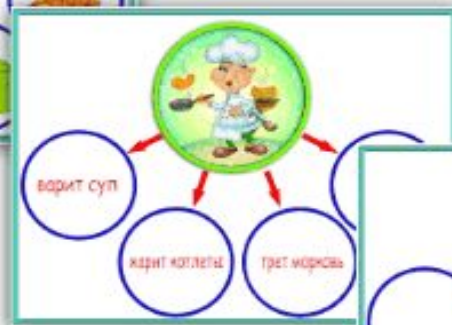 варит суп
жарит котлеты
трет морковь